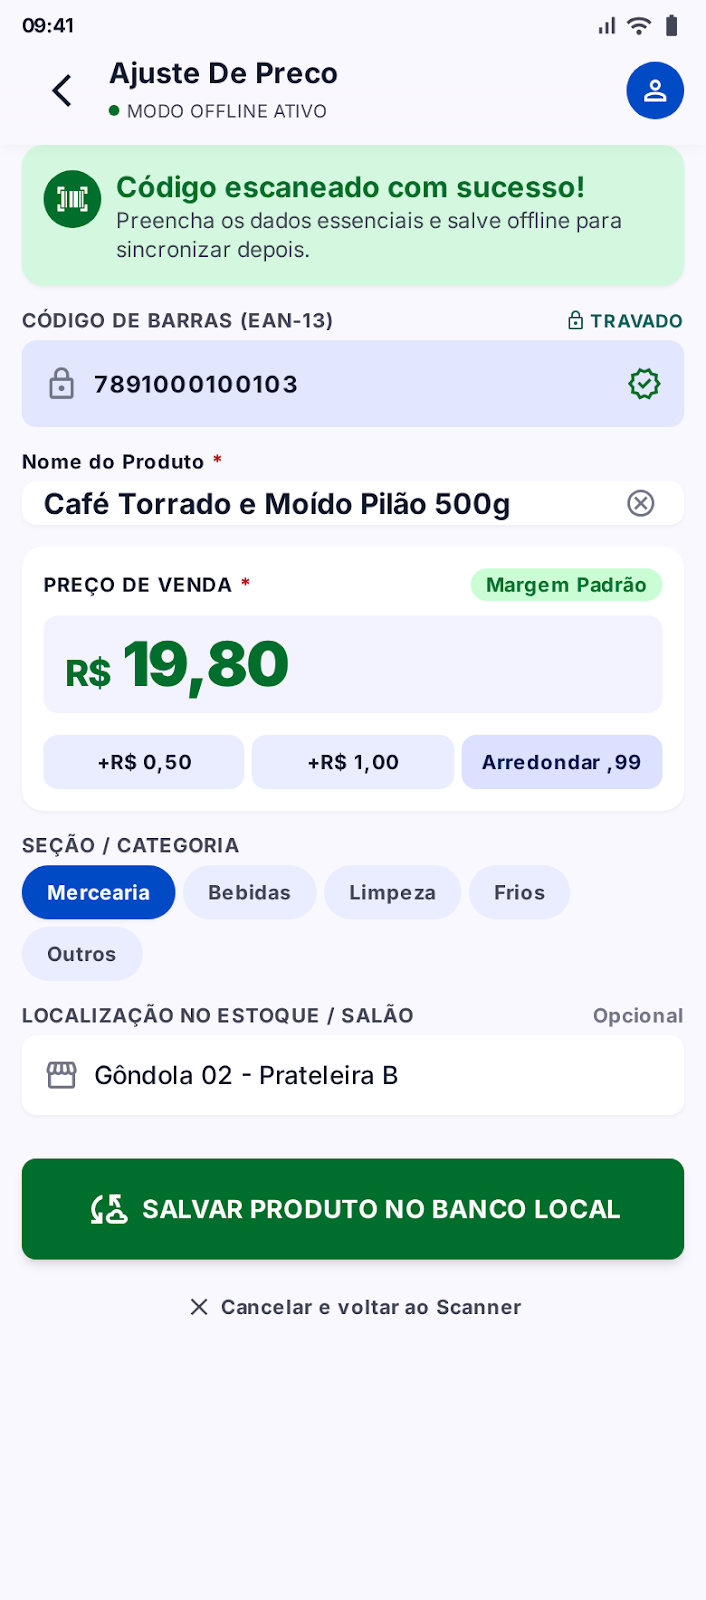 09:41
Ajuste De Preco
MODO OFFLINE ATIVO
Código escaneado com sucesso!
Preencha os dados essenciais e salve offline para
sincronizar depois.
CÓDIGO DE BARRAS (EAN-13)
TRAVADO
7891000100103
Nome do Produto *
Café Torrado e Moído Pilão 500g
PREÇO DE VENDA *
Margem Padrão
R$ 19,80
+R$ 0,50
+R$ 1,00
Arredondar ,99
SEÇÃO / CATEGORIA
Mercearia
Bebidas
Limpeza
Frios
Outros
LOCALIZAÇÃO NO ESTOQUE / SALÃO
Opcional
Gôndola 02 - Prateleira B
SALVAR PRODUTO NO BANCO LOCAL
Cancelar e voltar ao Scanner